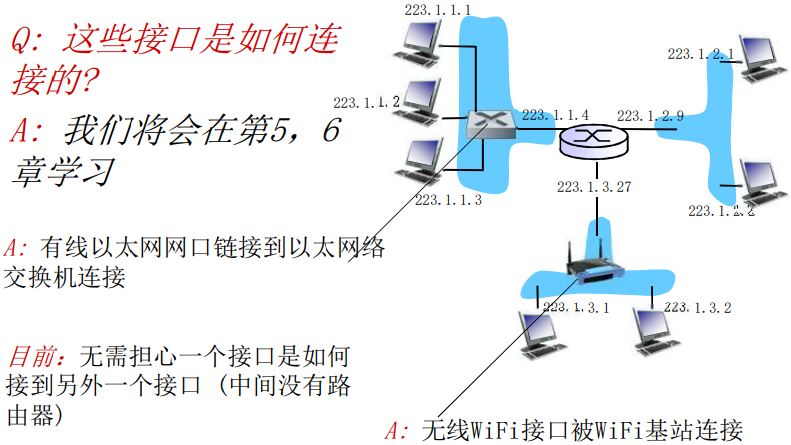 Q: 这些接口是如何连
接的?
A: 我们将会在第5，6
章学习
A: 有线以太网网口链接到以太网络
交换机连接
目前：无需担心一个接口是如何
接到另外一个接口 (中间没有路
由器)
223.1.1.1
223.1.1.2
223.1.1.3
223.1.1.4
223.1.2.9
223.1.2.1
223.1.2.2
223.1.3.27
223.1.3.1
223.1.3.2
A: 无线WiFi接口被WiFi基站连接